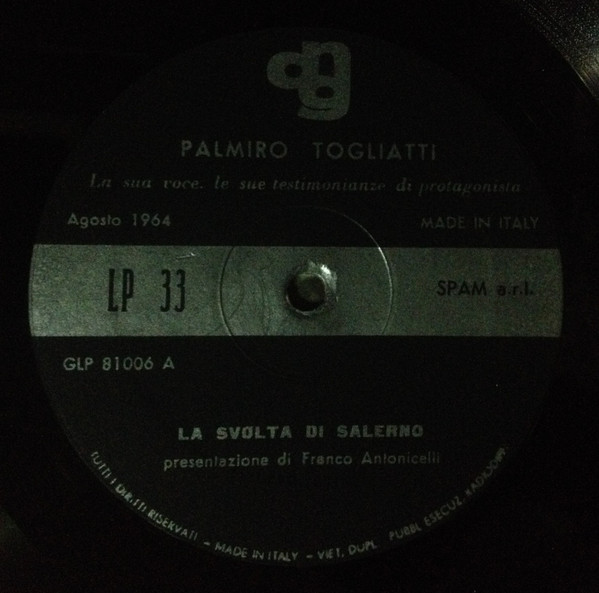 dng
PALMIRO TOGLIATTI
La sua voce, le sue testimonianze di protagonista
Agosto 1964
MADE IN ITALY
LP 33
SPAM a.r.l.
GLP 81006 A
LA SVOLTA DI SALERNO
presentazione di Franco Antonicelli
TUTTI I DIRITTI RISERVATI – MADE IN ITALY – VIET. DUPL. PUBBL. ESECUZ. RADIODIFF.